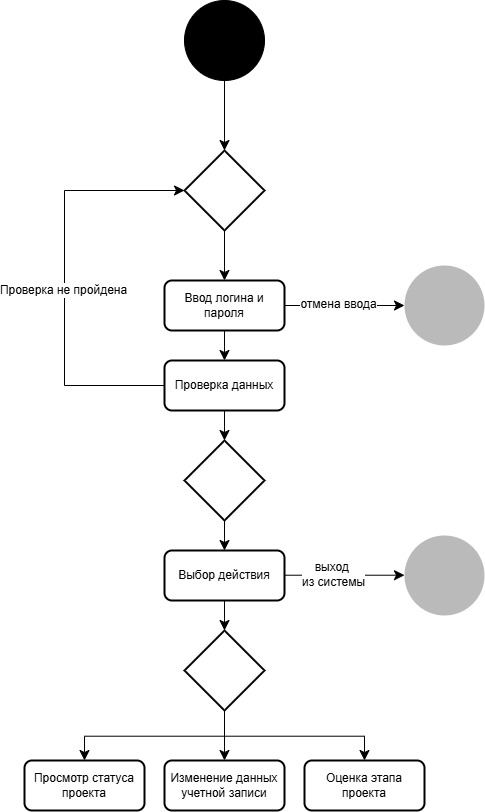 Проверка не пройдена
Ввод логина и
пароля
отмена ввода
Проверка данных
Выбор действия
выход
из системы
Просмотр статуса
проекта
Изменение данных
учетной записи
Оценка этапа
проекта